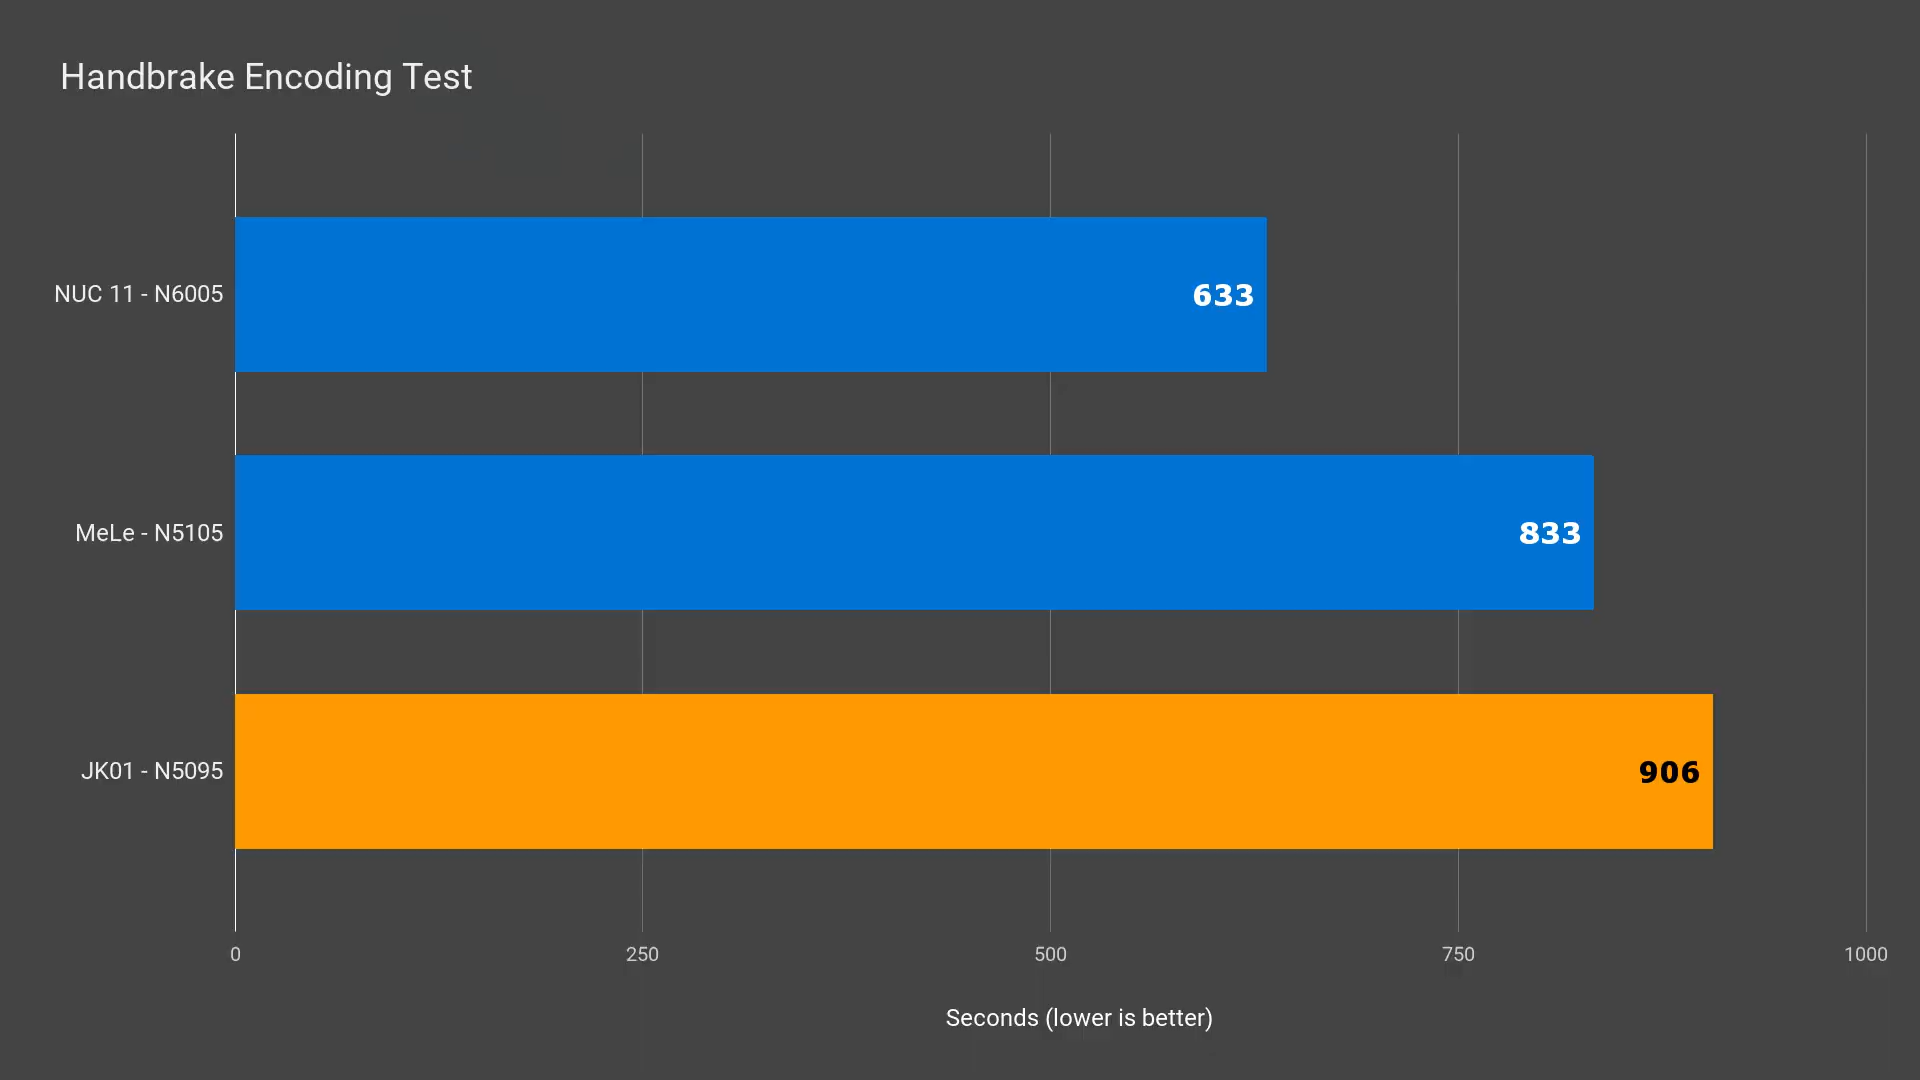 Handbrake Encoding Test
NUC 11 - N6005
633
MeLe - N5105
833
JK01 - N5095
906
0 250 500 750 1000
Seconds (lower is better)